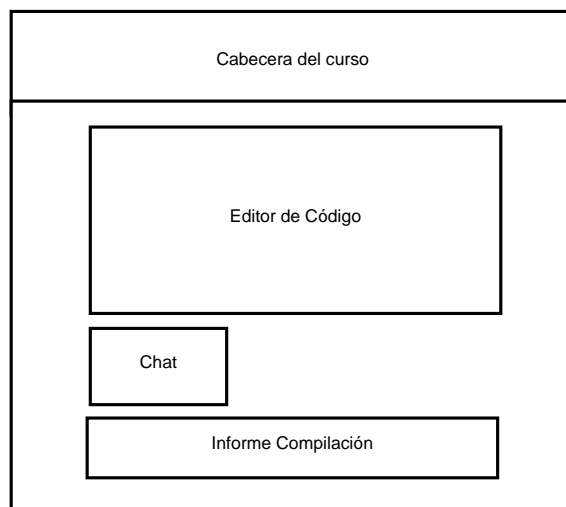 Cabecera del curso
Editor de Código
Chat
Informe Compilación